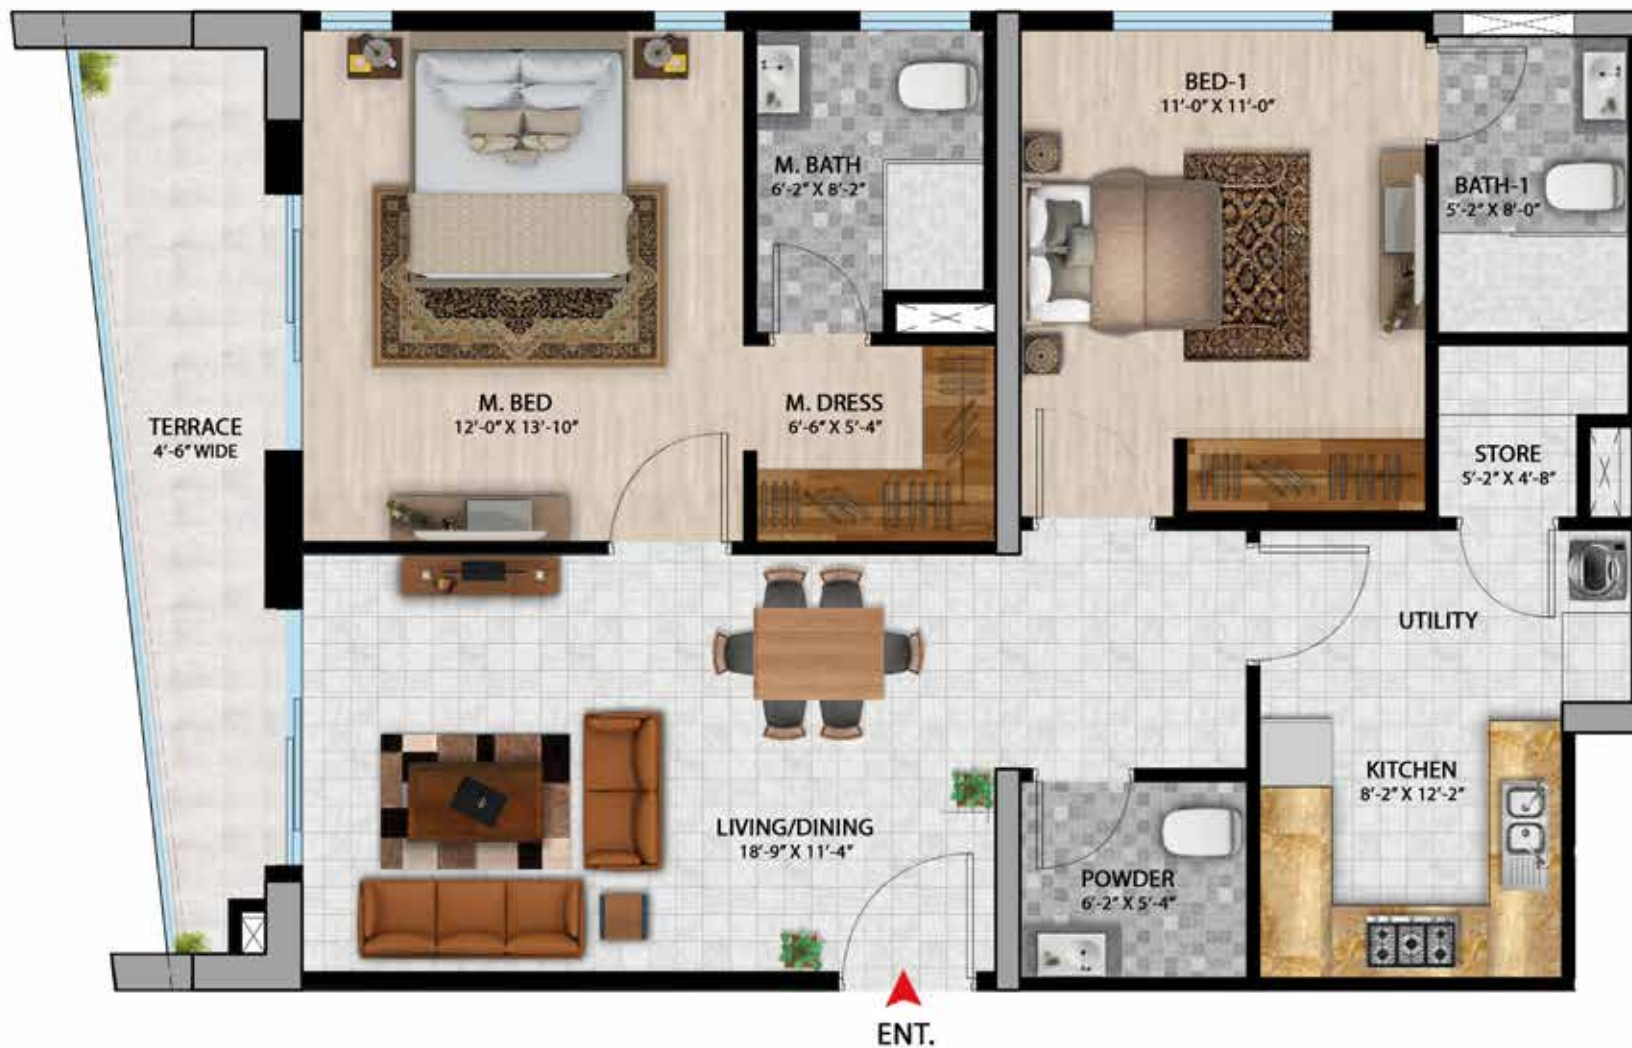 BED-1
11'-0" X 11'-0"
M. BATH
6'-2" X 8'-2"
BATH-1
5'-2" X 8'-0"
M. BED
12'-0" X 13'-10"
M. DRESS
6'-6" X 5'-4"
TERRACE
4'-6" WIDE
STORE
5'-2" X 4'-8"
UTILITY
KITCHEN
8'-2" X 12'-2"
LIVING/DINING
18'-9" X 11'-4"
POWDER
6'-2" X 5'-4"
ENT.